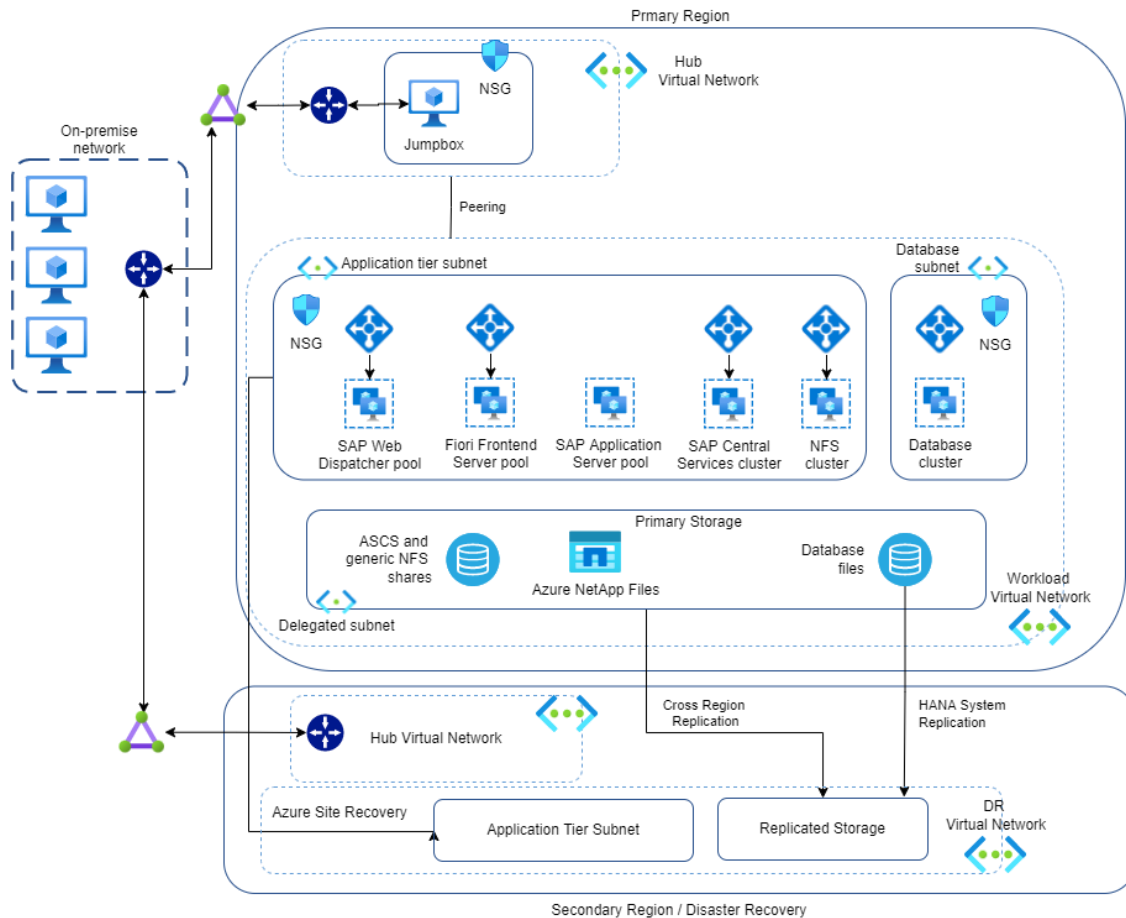 Prmary Region
Hub
Virtual Network
NSG
Jumpbox
On-premise
network
Peering
Application tier subnet
Database
subnet
NSG
NSG
SAP Web
Dispatcher pool
Fiori Frontend
Server pool
SAP Application
Server pool
SAP Central
Services cluster
NFS
cluster
Database
cluster
Primary Storage
ASCS and
generic NFS
shares
Azure NetApp Files
Database
files
Workload
Virtual Network
Delegated subnet
Cross Region
Replication
HANA System
Replication
Hub Virtual Network
Azure Site Recovery
Application Tier Subnet
Replicated Storage
DR
Virtual Network
Secondary Region / Disaster Recovery